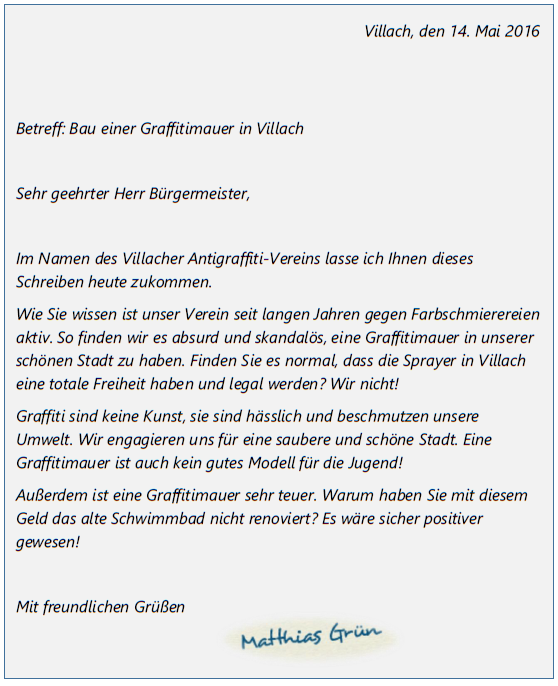 Villach, den 14. Mai 2016
Betreff: Bau einer Graffitimauer in Villach
Sehr geehrter Herr Bürgermeister,
Im Namen des Villacher Antigraffiti-Vereins lasse ich Ihnen dieses
Schreiben heute zukommen.
Wie Sie wissen ist unser Verein seit langen Jahren gegen Farbschmierereien
aktiv. So finden wir es absurd und skandalös, eine Graffitimauer in unserer
schönen Stadt zu haben. Finden Sie es normal, dass die Sprayer in Villach
eine totale Freiheit haben und legal werden? Wir nicht!
Graffiti sind keine Kunst, sie sind hässlich und beschmutzen unsere
Umwelt. Wir engagieren uns für eine saubere und schöne Stadt. Eine
Graffitimauer ist auch kein gutes Modell für die Jugend!
Außerdem ist eine Graffitimauer sehr teuer. Warum haben Sie mit diesem
Geld das alte Schwimmbad nicht renoviert? Es wäre sicher positiver
gewesen!
Mit freundlichen Grüßen
Matthias Grün